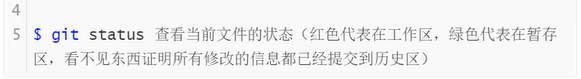 4
5 $ git status 查看当前文件的状态（红色代表在工作区，绿色代表在暂存
区，看不见东西证明所有修改的信息都已经提交到历史区）